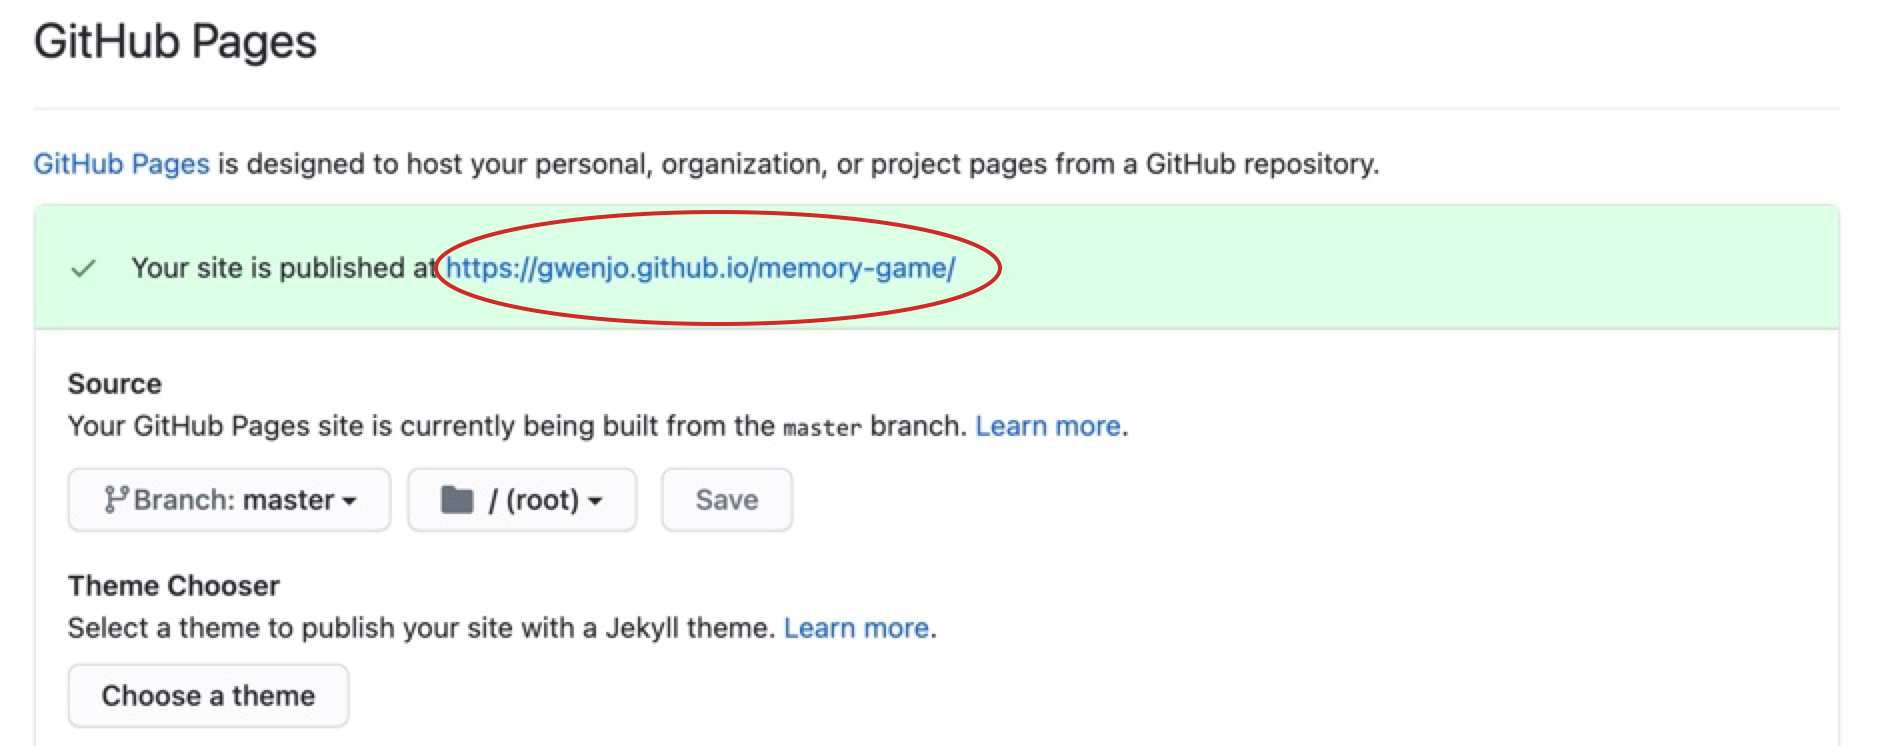 GitHub Pages
GitHub Pages is designed to host your personal, organization, or project pages from a GitHub repository.
Your site is published at https://gwenjo.github.io/memory-game/
Source
Your GitHub Pages site is currently being built from the master branch. Learn more.
Branch: master / (root) Save
Theme Chooser
Select a theme to publish your site with a Jekyll theme. Learn more.
Choose a theme